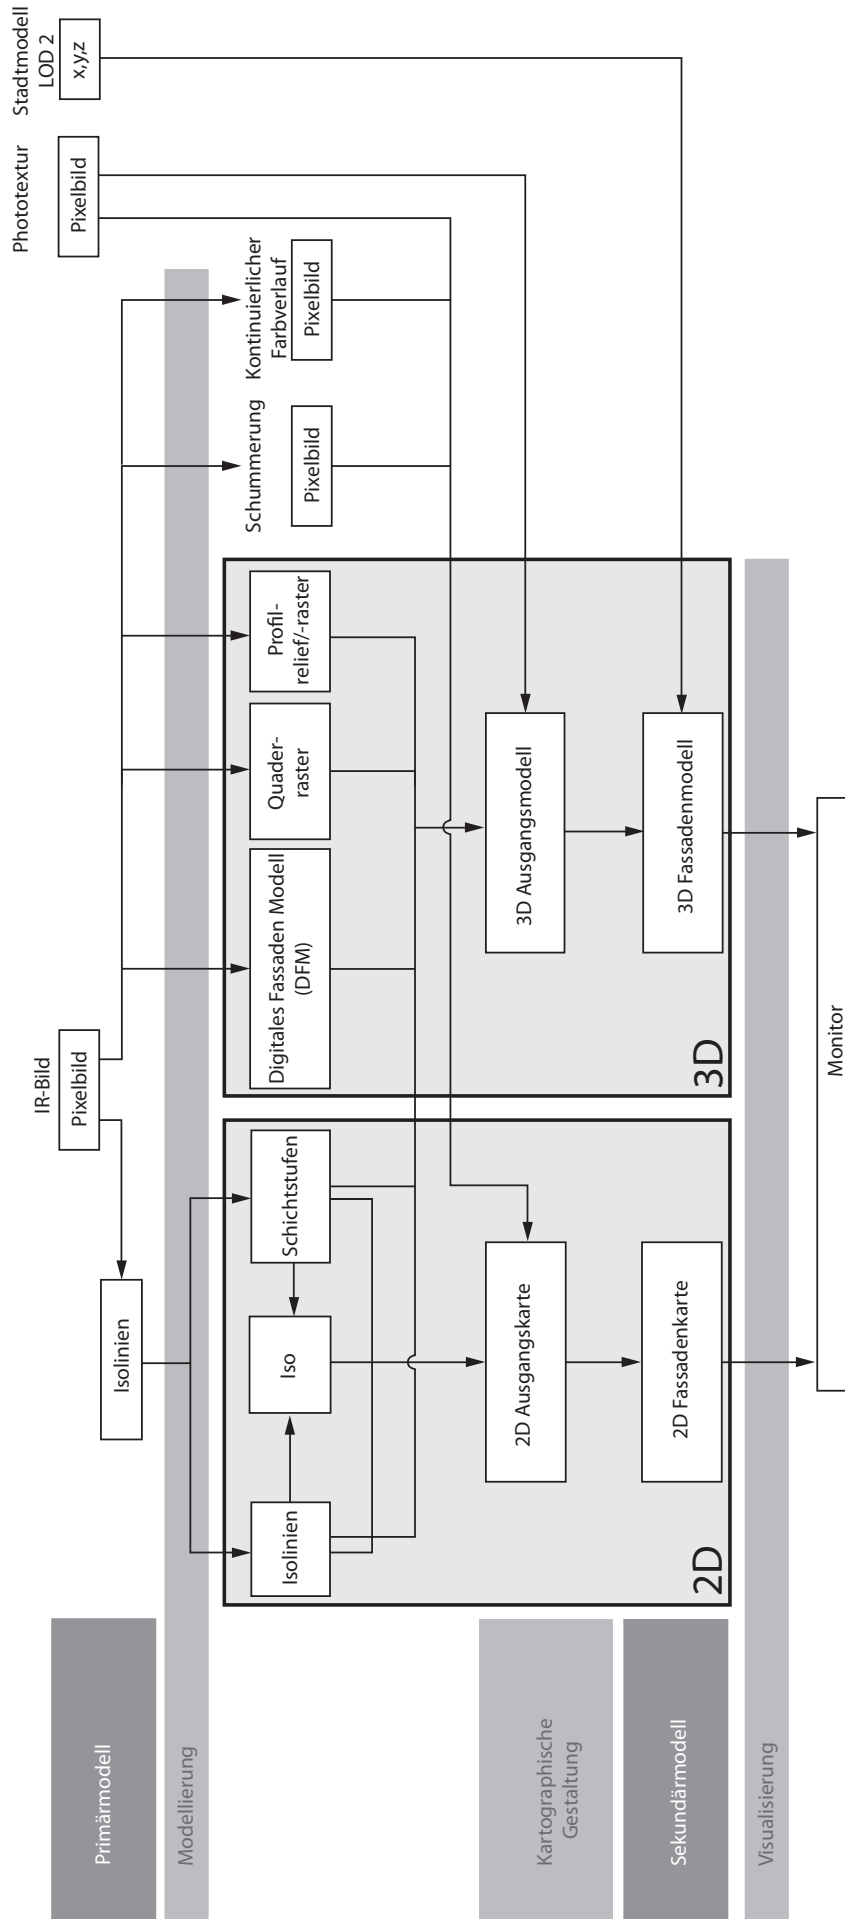 Stadtmodell
LOD 2
x,y,z
Phototextur
Pixelbild
IR-Bild
Pixelbild
Isolinien
Primärmodell
Modellierung
Kontinuierlicher
Farbverlauf
Pixelbild
Schummerung
Pixelbild
Profil-
relief/-raster
Quader-
raster
Digitales Fassaden Modell
(DFM)
Schichtstufen
Iso
Isolinien
Kartographische
Gestaltung
2D Ausgangskarte
3D Ausgangsmodell
Sekundärmodell
2D Fassadenkarte
3D Fassadenmodell
2D
3D
Visualisierung
Monitor